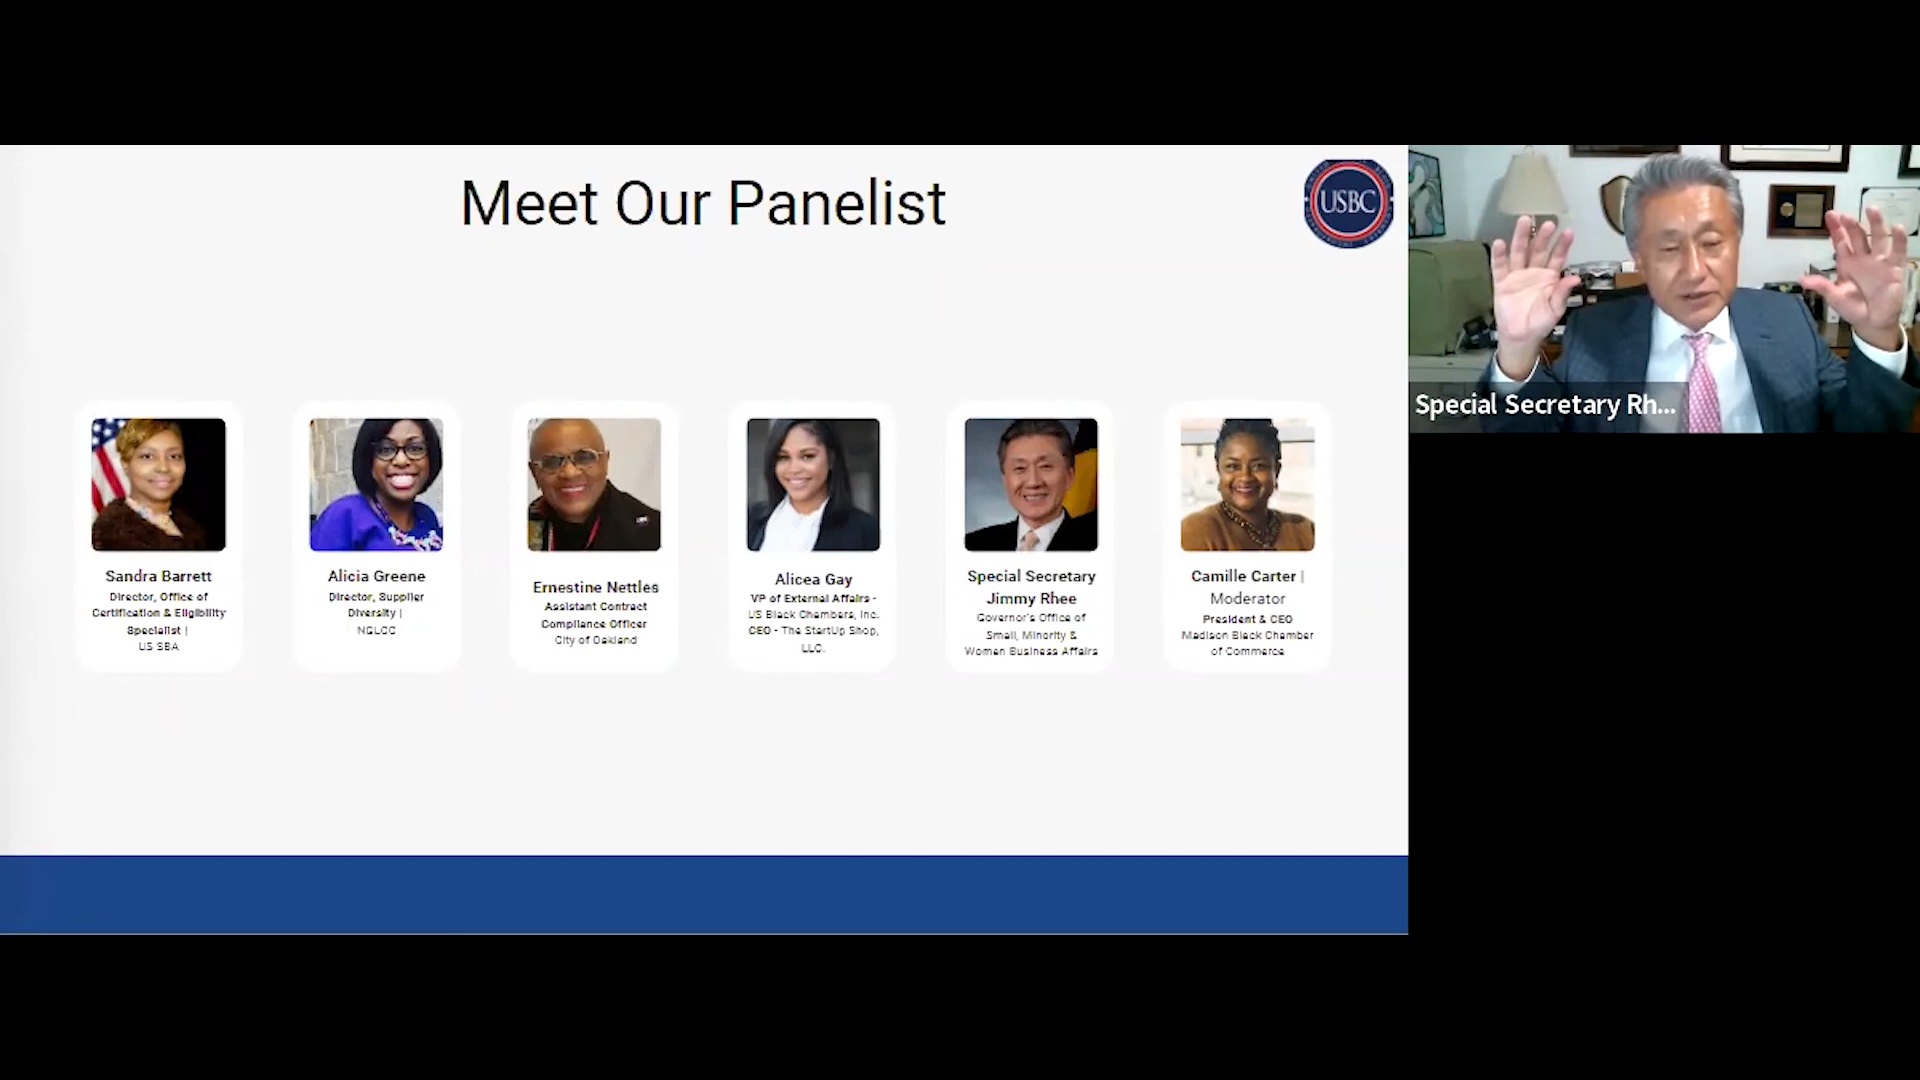 Meet Our Panelist
USBC
Special Secretary Rh...
Sandra Barrett
Director, Office of
Certification & Eligibility
Specialist |
US SBA
Alicia Greene
Director, Supplier
Diversity |
NGLCC
Ernestine Nettles
Assistant Contract
Compliance Officer
City of Oakland
Alicea Gay
VP of External Affairs -
US Black Chambers, Inc.
CEO - The StartUp Shop,
LLC.
Special Secretary
Jimmy Rhee
Governor's Office of
Small, Minority &
Women Business Affairs
Camille Carter |
Moderator
President & CEO
Madison Black Chamber
of Commerce